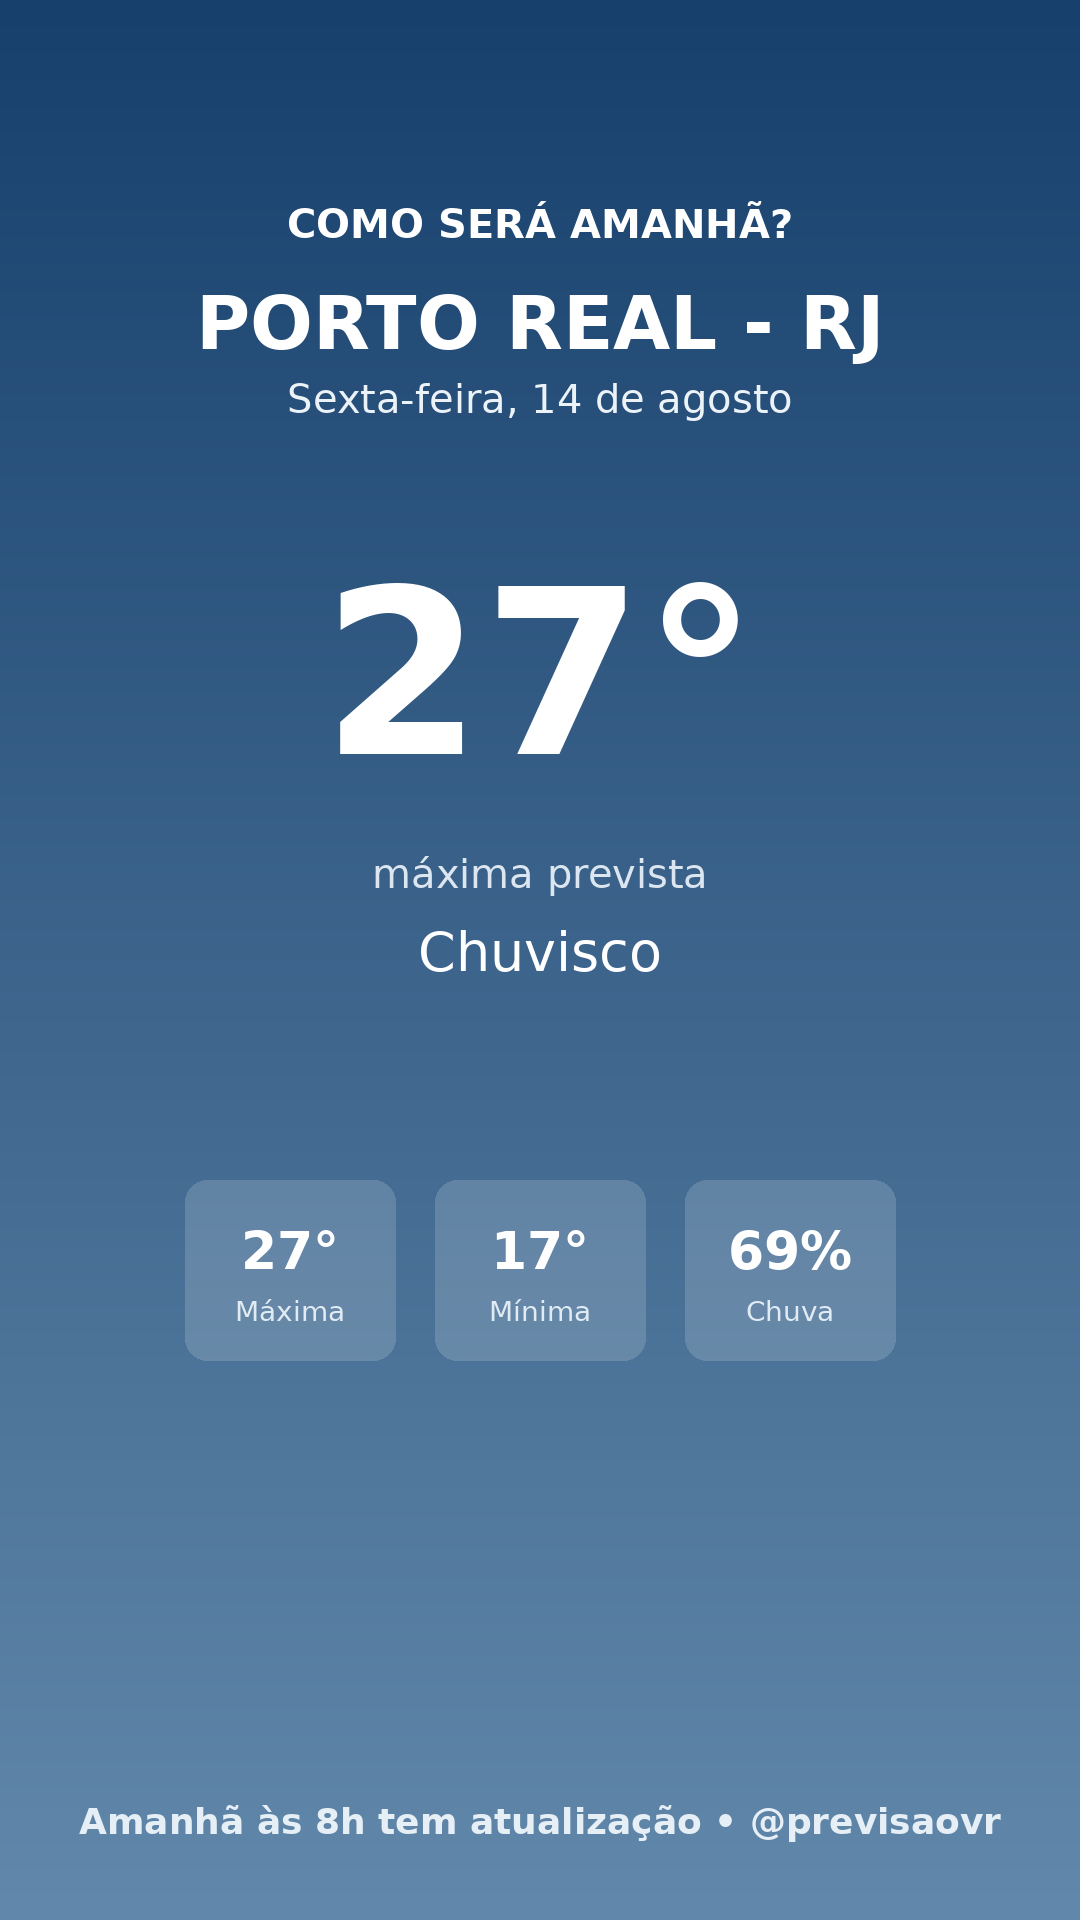 COMO SERÁ AMANHÃ?
PORTO REAL - RJ
Sexta-feira, 14 de agosto
27°
máxima prevista
Chuvisco
27° 17° 69%
Máxima Mínima Chuva
Amanhã às 8h tem atualização • @previsaovr